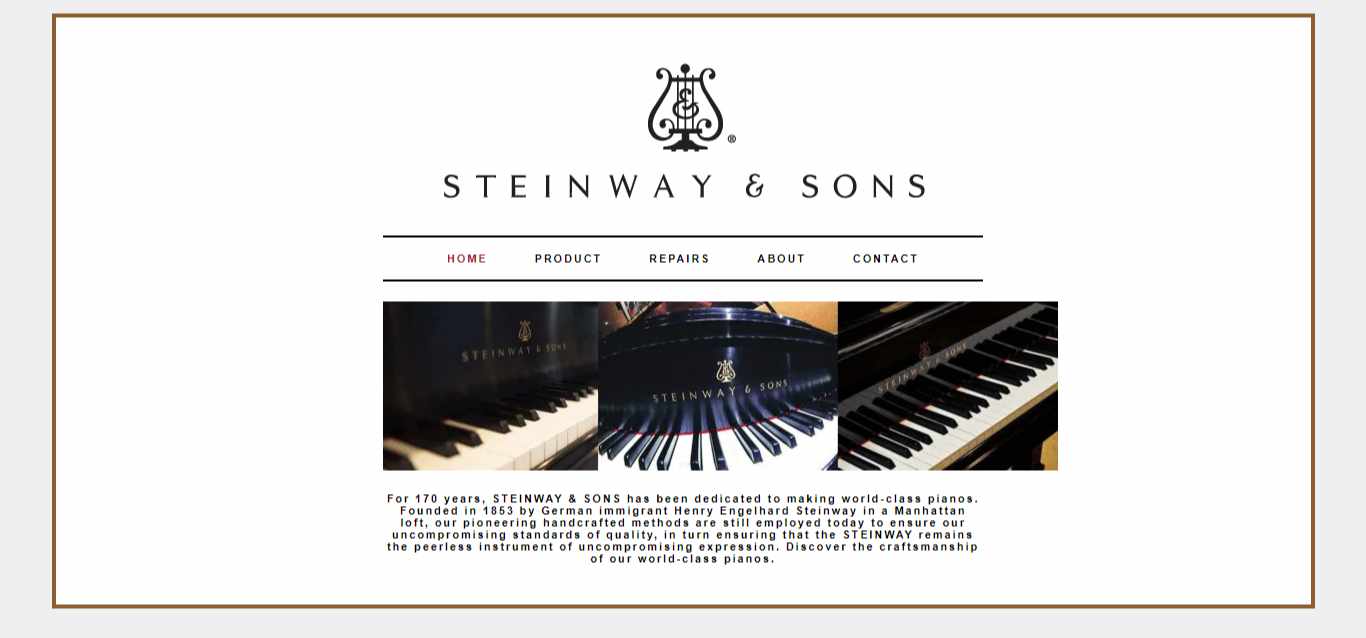 &
®
STEINWAY & SONS
HOME PRODUCT REPAIRS ABOUT CONTACT
STEINWAY & SONS
STEINWAY & SONS
STEINWAY & SONS
For 170 years, STEINWAY & SONS has been dedicated to making world-class pianos.
Founded in 1853 by German immigrant Henry Engelhard Steinway in a Manhattan
loft, our pioneering handcrafted methods are still employed today to ensure our
uncompromising standards of quality, in turn ensuring that the STEINWAY remains
the peerless instrument of uncompromising expression. Discover the craftsmanship
of our world-class pianos.